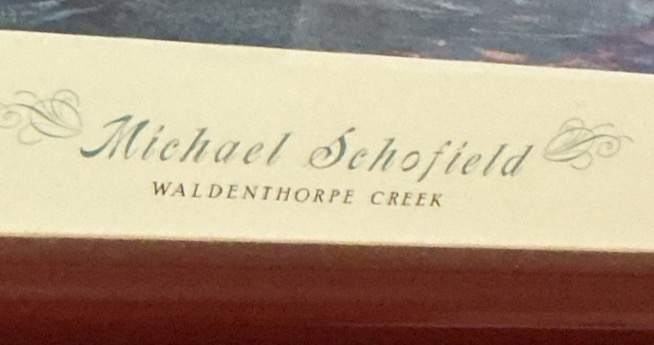 Michael Schofield
WALDENTHORPE CREEK